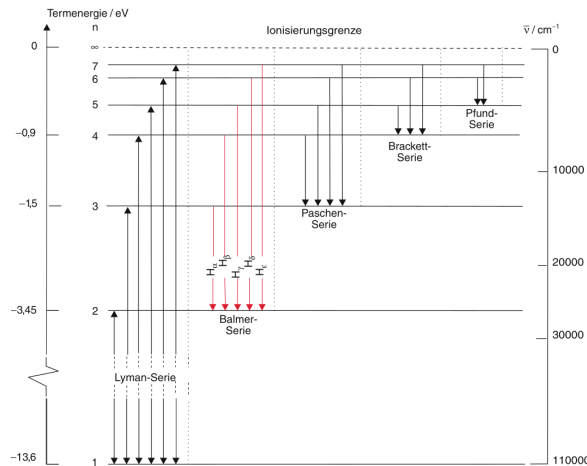 Termenergie / eV
n
Ionisierungsgrenze
ν̅ / cm⁻¹
0
∞
0
7
6
5
Pfund-
Serie
−0,9
4
Brackett-
Serie
10000
−1,5
3
Paschen-
Serie
Hα
Hβ
Hγ
Hδ
Hε
20000
−3,45
2
Balmer-
Serie
30000
Lyman-Serie
−13,6
1
110000